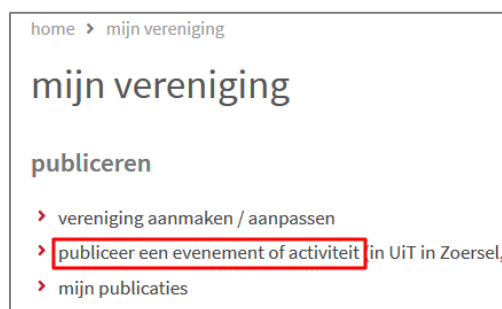 home > mijn vereniging
mijn vereniging
publiceren
> vereniging aanmaken / aanpassen
> publiceer een evenement of activiteit (in UiT in Zoersel,
> mijn publicaties